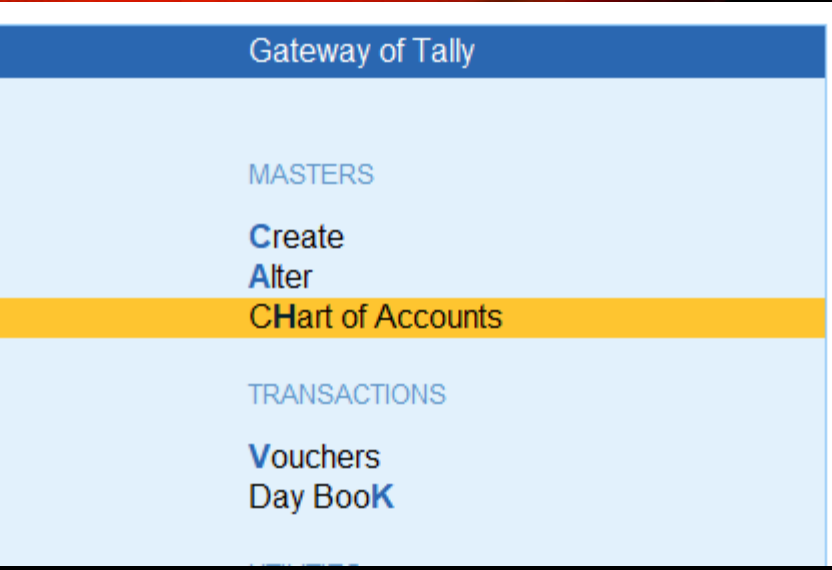 Gateway of Tally
MASTERS
Create
Alter
CHart of Accounts
TRANSACTIONS
Vouchers
Day BooK